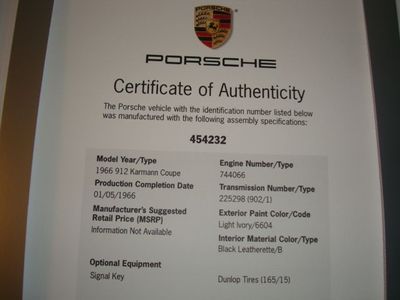 PORSCHE
PORSCHE
Certificate of Authenticity
The Porsche vehicle with the identification number listed below
was manufactured with the following assembly specifications:
454232
Model Year/Type
1966 912 Karmann Coupe
Production Completion Date
01/05/1966
Manufacturer's Suggested
Retail Price (MSRP)
Information Not Available
Engine Number/Type
744066
Transmission Number/Type
225298 (902/1)
Exterior Paint Color/Code
Light Ivory/6604
Interior Material Color/Type
Black Leatherette/B
Optional Equipment
Signal Key
Dunlop Tires (165/15)